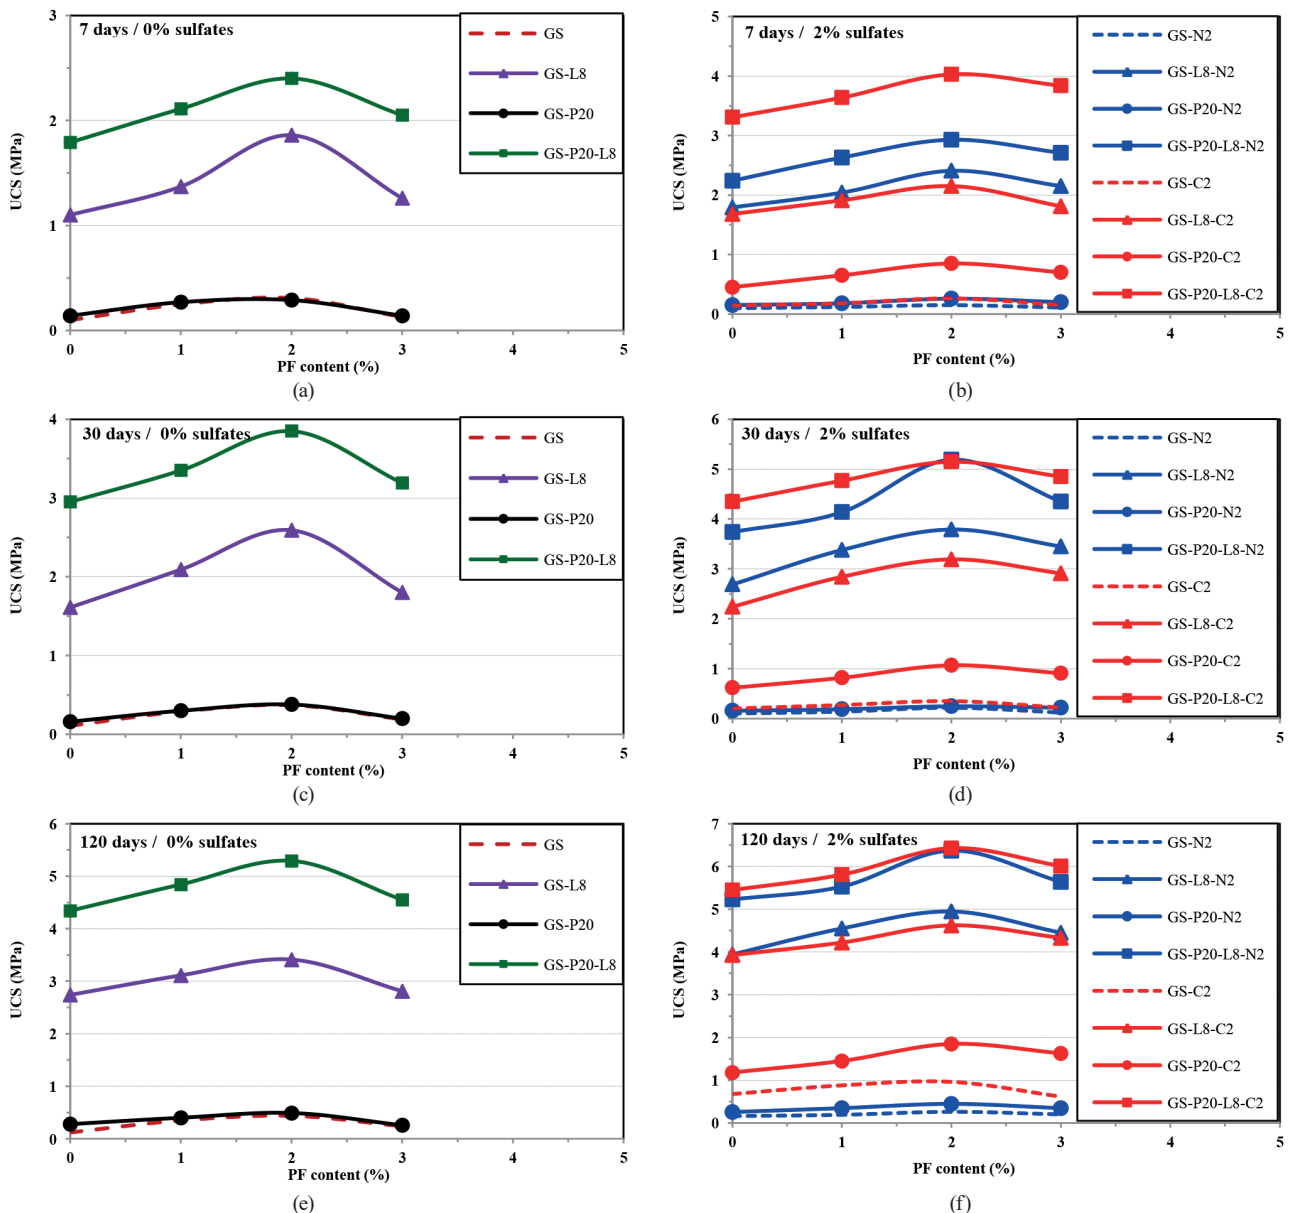 7 days / 0% sulfates
UCS (MPa)
3
2
1
0
0 1 2 3 4 5
PF content (%)
GS
GS-L8
GS-P20
GS-P20-L8
(a)
7 days / 2% sulfates
UCS (MPa)
5
4
3
2
1
0
0 1 2 3 4 5
PF content (%)
GS-N2
GS-L8-N2
GS-P20-N2
GS-P20-L8-N2
GS-C2
GS-L8-C2
GS-P20-C2
GS-P20-L8-C2
(b)
30 days / 0% sulfates
UCS (MPa)
4
3
2
1
0
0 1 2 3 4 5
PF content (%)
GS
GS-L8
GS-P20
GS-P20-L8
(c)
30 days / 2% sulfates
UCS (MPa)
6
5
4
3
2
1
0
0 1 2 3 4 5
PF content (%)
GS-N2
GS-L8-N2
GS-P20-N2
GS-P20-L8-N2
GS-C2
GS-L8-C2
GS-P20-C2
GS-P20-L8-C2
(d)
120 days / 0% sulfates
UCS (MPa)
6
5
4
3
2
1
0
0 1 2 3 4 5
PF content (%)
GS
GS-L8
GS-P20
GS-P20-L8
(e)
120 days / 2% sulfates
UCS (MPa)
7
6
5
4
3
2
1
0
0 1 2 3 4 5
PF content (%)
GS-N2
GS-L8-N2
GS-P20-N2
GS-P20-L8-N2
GS-C2
GS-L8-C2
GS-P20-C2
GS-P20-L8-C2
(f)